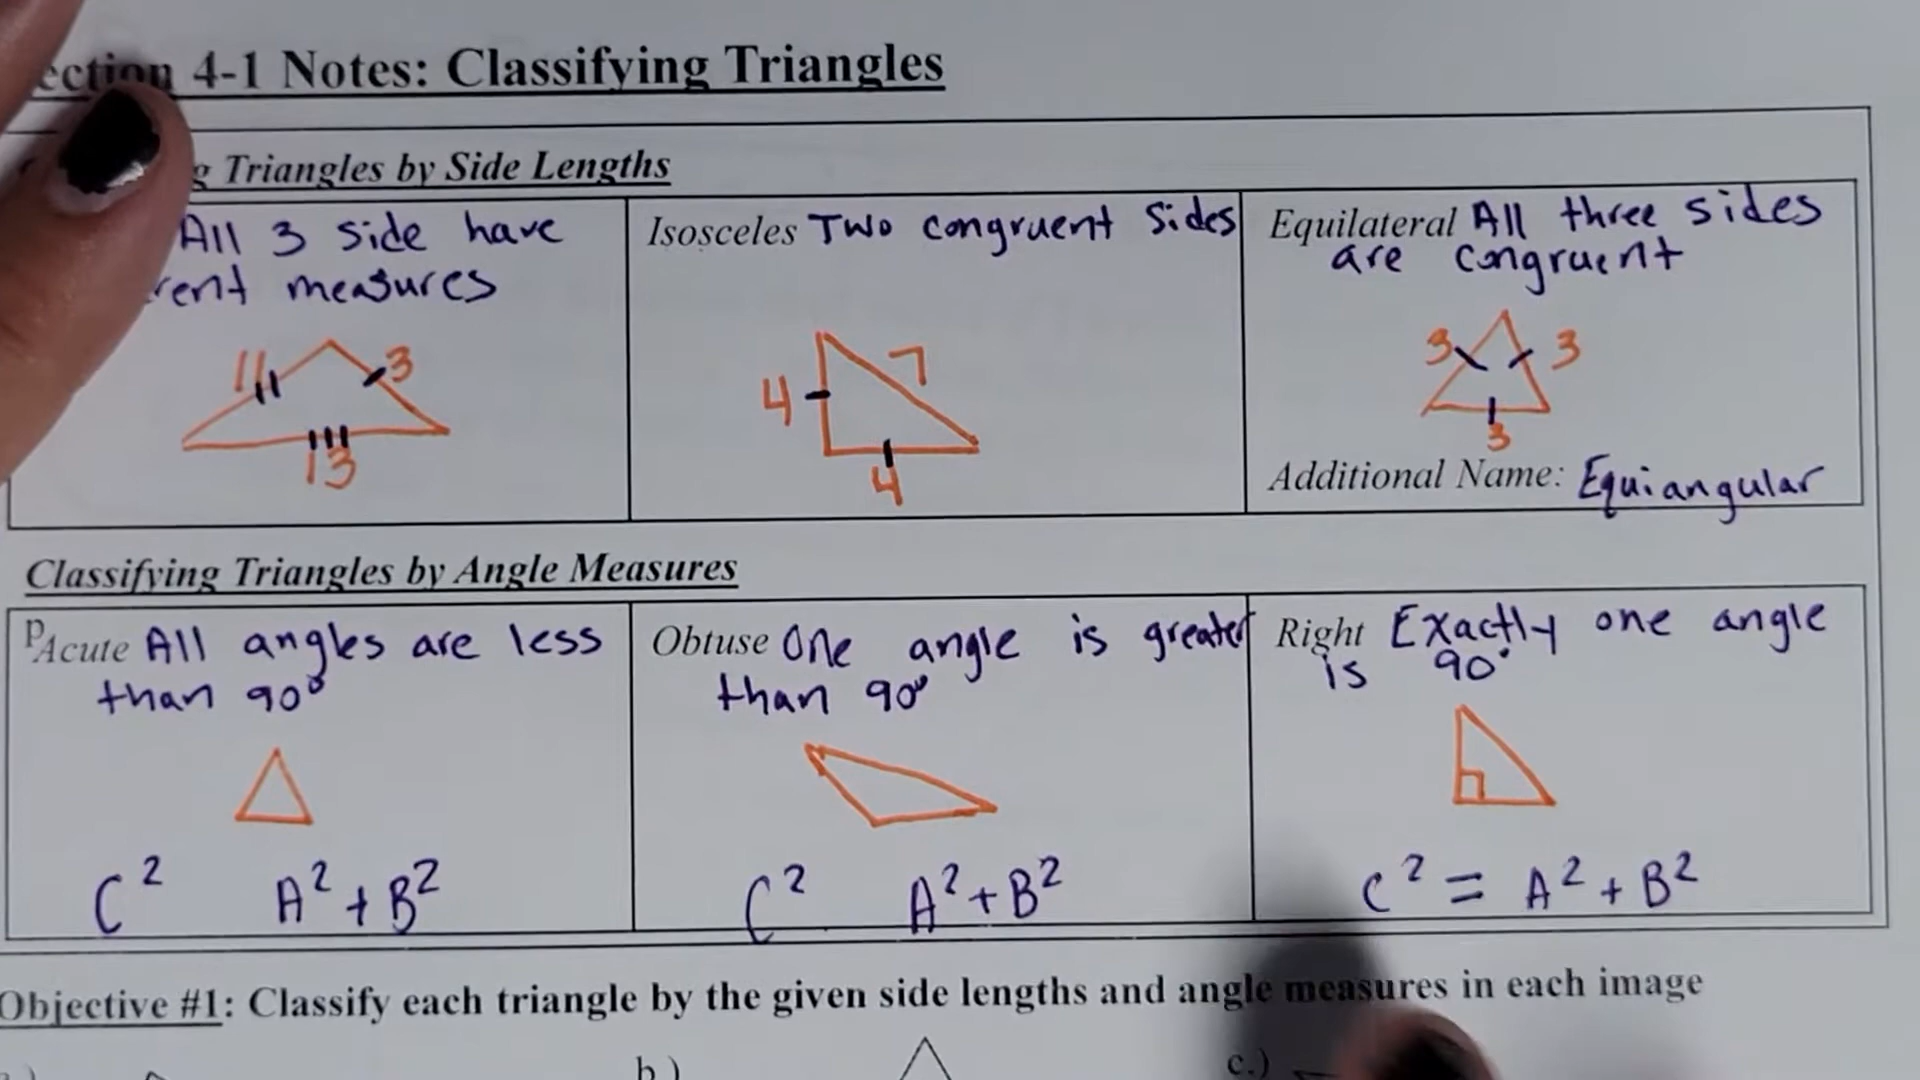 ection 4-1 Notes: Classifying Triangles
g Triangles by Side Lengths
All 3 side have
rent measures
11 3
13
Isosceles Two congruent Sides
4 7
4
Equilateral All three sides
are congruent
3 3
3
Additional Name: Equiangular
Classifying Triangles by Angle Measures
Acute All angles are less
than 90°
C² A² + B²
Obtuse One angle is greater
than 90°
C² A² + B²
Right Exactly one angle
is 90°
C² = A² + B²
Objective #1: Classify each triangle by the given side lengths and angle measures in each image
b.)
c.)